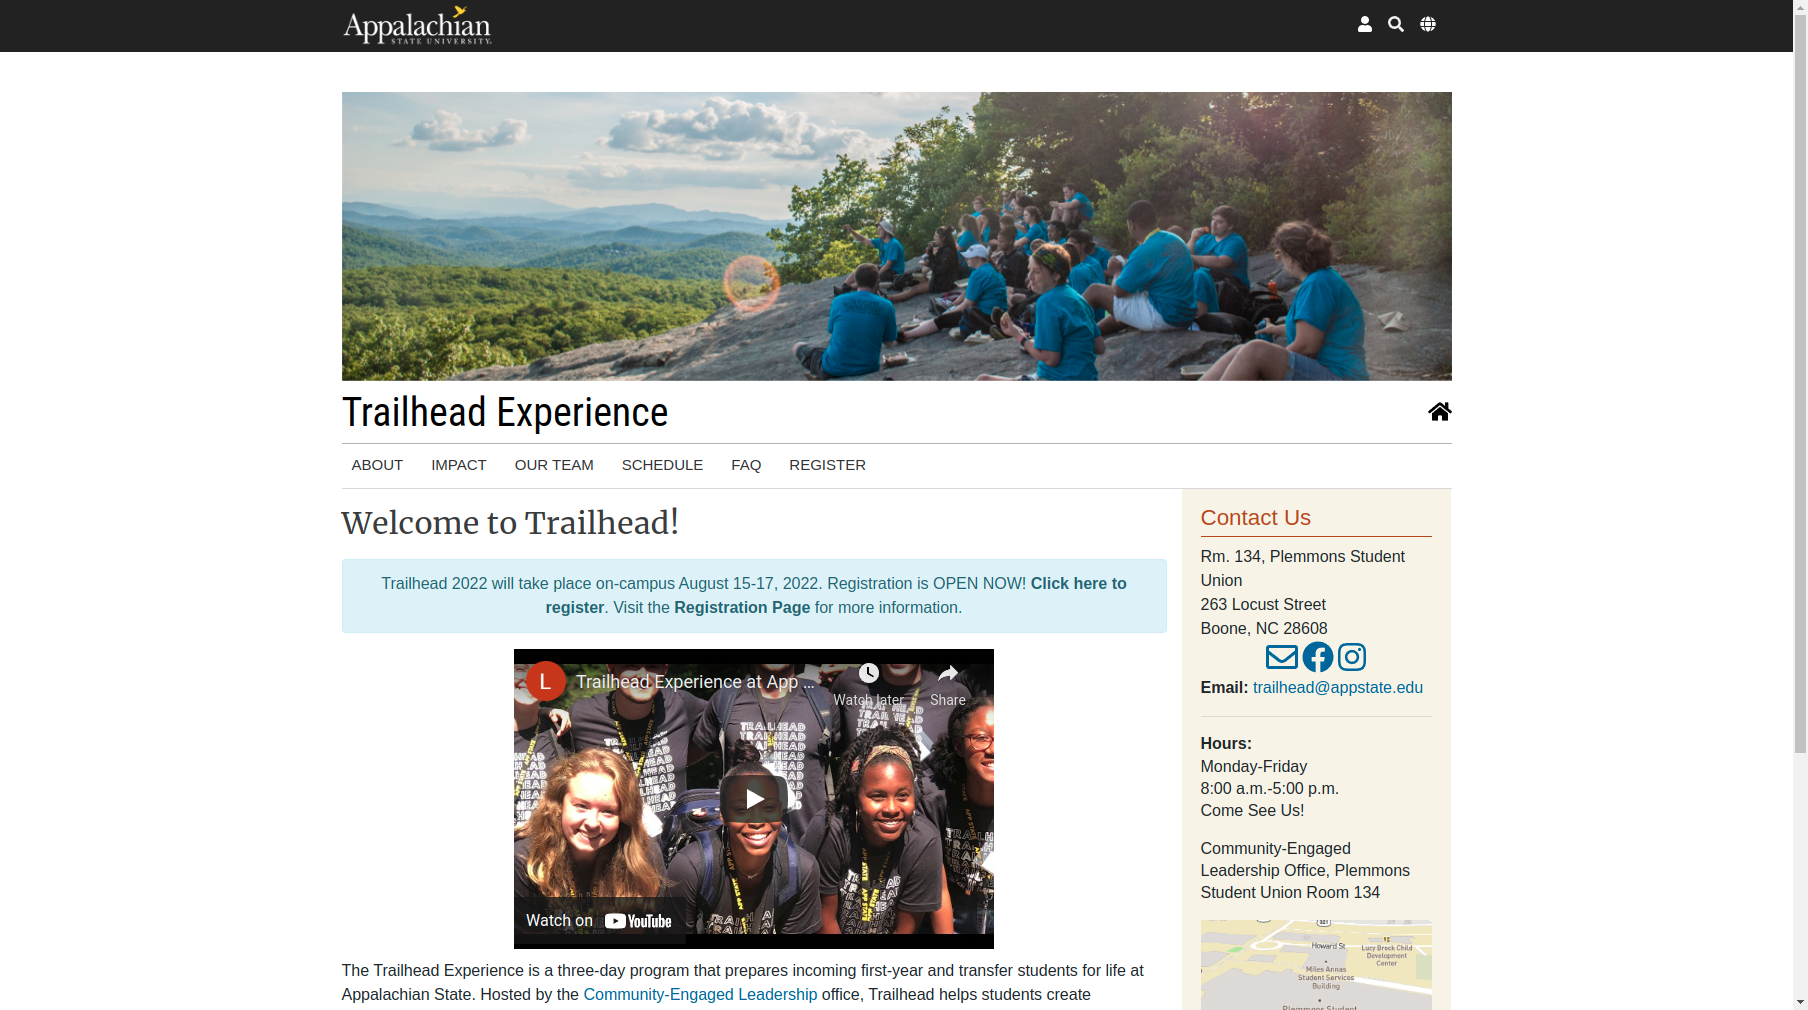 Appalachian
STATE UNIVERSITY.
Trailhead Experience
ABOUT IMPACT OUR TEAM SCHEDULE FAQ REGISTER
Welcome to Trailhead!
Trailhead 2022 will take place on-campus August 15-17, 2022. Registration is OPEN NOW! Click here to
register. Visit the Registration Page for more information.
L Trailhead Experience at App ...
Watch later
Share
TRAILHEAD
APP STATE
Watch on YouTube
The Trailhead Experience is a three-day program that prepares incoming first-year and transfer students for life at
Appalachian State. Hosted by the Community-Engaged Leadership office, Trailhead helps students create
Contact Us
Rm. 134, Plemmons Student
Union
263 Locust Street
Boone, NC 28608
Email: trailhead@appstate.edu
Hours:
Monday-Friday
8:00 a.m.-5:00 p.m.
Come See Us!
Community-Engaged
Leadership Office, Plemmons
Student Union Room 134
321
Howard St
Lucy Brock Child
Development
Center
Miles Annas
Student Services
Building
Plemmons Student